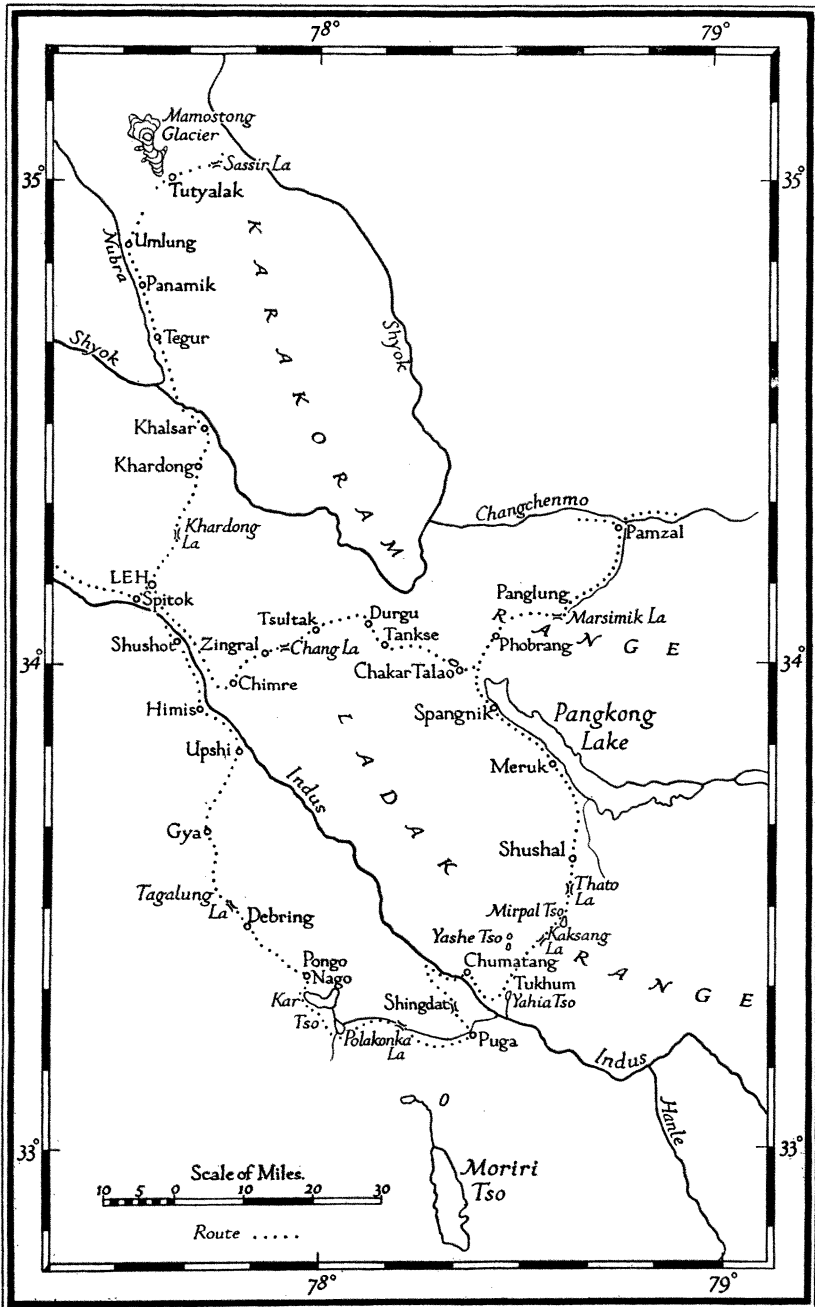 78° 79°
Mamostong
Glacier
Sassir La
35° 35°
Tutyalak
Umlung
Nubra
KARAKORAM
Panamik
Shyok
Tegur
Shyok
Khalsar
Khardong
Changchenmo
Pamzal
Khardong
La
LEH
Spitok
Panglung
Marsimik La
RANGE
Durgu
Tsultak
Tankse
Phobrang
Shushot
Zingral
Chang La
34° 34°
Chakar Talao
Chimre
Himis
Spangnik
Pangkong
Lake
LADAK
Upshi
Meruk
Indus
Gya
Shushal
Thato
La
Tagalung
La
Debring
Mirpal Tso
Yashe Tso
Kaksang
La
RANGE
Pongo
Nago
Chumatang
Tukhum
Yahia Tso
Kar
Tso
Shingdat
Polakonka
La
Puga
Indus
Hanle
33° 33°
Moriri
Tso
Scale of Miles.
10 5 0 10 20 30
Route .....
78° 79°